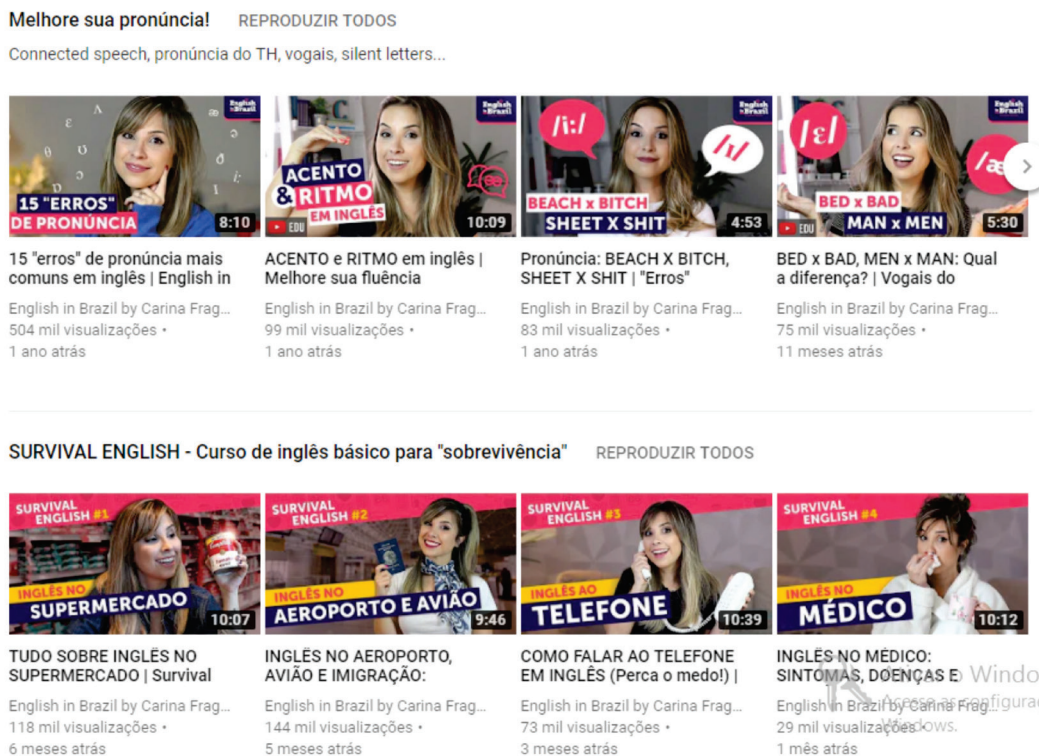 Melhore sua pronúncia! REPRODUZIR TODOS
Connected speech, pronúncia do TH, vogais, silent letters...
English in Brazil
15 "ERROS"
DE PRONÚNCIA
8:10
English in Brazil
ACENTO
& RITMO
EM INGLÊS
EDU
10:09
English in Brazil
/i:/
/ɪ/
BEACH x BITCH
SHEET X SHIT
4:53
English in Brazil
/ɛ/
/æ
BED x BAD
MAN x MEN
EDU
5:30
15 "erros" de pronúncia mais
comuns em inglês | English in
English in Brazil by Carina Frag...
504 mil visualizações •
1 ano atrás
ACENTO e RITMO em inglês |
Melhore sua fluência
English in Brazil by Carina Frag...
99 mil visualizações •
1 ano atrás
Pronúncia: BEACH X BITCH,
SHEET X SHIT | "Erros"
English in Brazil by Carina Frag...
83 mil visualizações •
1 ano atrás
BED x BAD, MEN x MAN: Qual
a diferença? | Vogais do
English in Brazil by Carina Frag...
75 mil visualizações •
11 meses atrás
SURVIVAL ENGLISH - Curso de inglês básico para "sobrevivência" REPRODUZIR TODOS
SURVIVAL
ENGLISH #1
INGLÊS NO
SUPERMERCADO
10:07
SURVIVAL
ENGLISH #2
INGLÊS NO
AEROPORTO E AVIÃO
9:46
SURVIVAL
ENGLISH #3
INGLÊS AO
TELEFONE
10:39
SURVIVAL
ENGLISH #4
INGLÊS NO
MÉDICO
10:12
TUDO SOBRE INGLÊS NO
SUPERMERCADO | Survival
English in Brazil by Carina Frag...
118 mil visualizações •
6 meses atrás
INGLÊS NO AEROPORTO,
AVIÃO E IMIGRAÇÃO:
English in Brazil by Carina Frag...
144 mil visualizações •
5 meses atrás
COMO FALAR AO TELEFONE
EM INGLÊS (Perca o medo!) |
English in Brazil by Carina Frag...
73 mil visualizações •
3 meses atrás
INGLÊS NO MÉDICO:
SINTOMAS, DOENÇAS E
English in Brazil by Carina Frag...
29 mil visualizações •
1 mês atrás
o Windo
Acesse as configura
Windows.